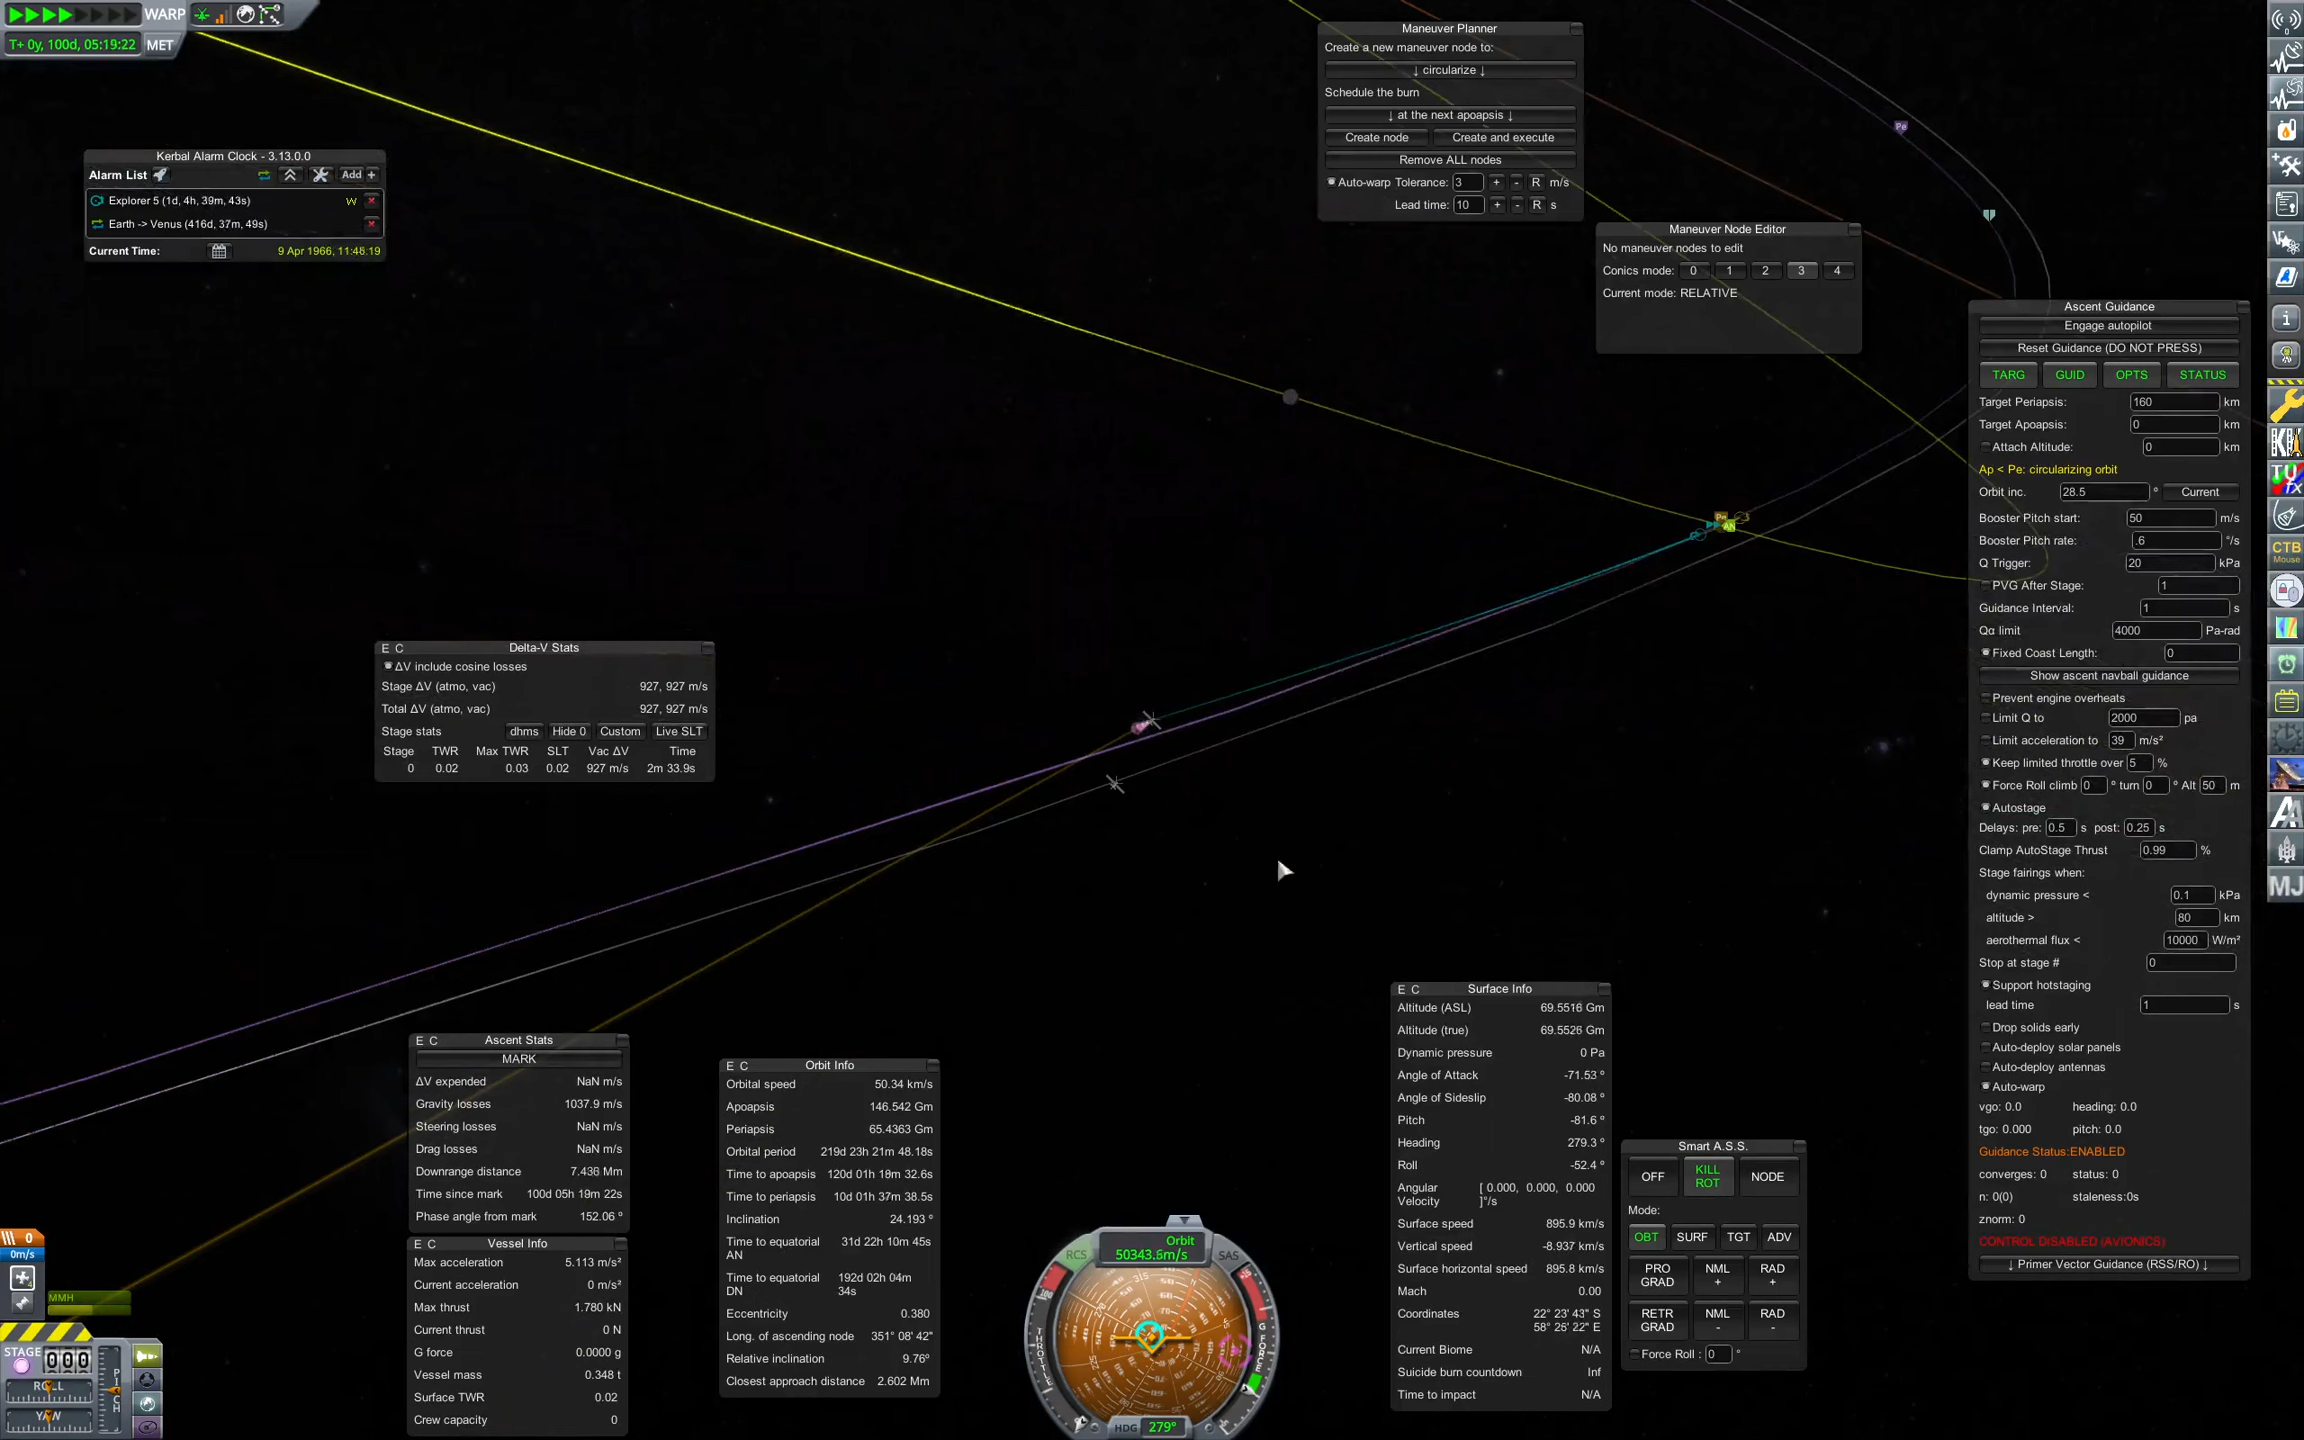 WARP
T+ 0y, 100d, 05:19:22
MET
Kerbal Alarm Clock - 3.13.0.0
Alarm List
Add +
Explorer 5 (1d, 4h, 39m, 43s)
W
Earth -> Venus (416d, 37m, 49s)
Current Time:
9 Apr 1966, 11:46:19
Maneuver Planner
Create a new maneuver node to:
↓ circularize ↓
Schedule the burn
↓ at the next apoapsis ↓
Create node
Create and execute
Remove ALL nodes
Auto-warp Tolerance: 3 + - R m/s
Lead time: 10 + - R s
Maneuver Node Editor
No maneuver nodes to edit
Conics mode: 0 1 2 3 4
Current mode: RELATIVE
Pe
Pe
AN
Ascent Guidance
Engage autopilot
Reset Guidance (DO NOT PRESS)
TARG GUID OPTS STATUS
Target Periapsis: 160 km
Target Apoapsis: 0 km
Attach Altitude: 0 km
Ap < Pe: circularizing orbit
Orbit inc. 28.5 º Current
Booster Pitch start: 50 m/s
Booster Pitch rate: .6 °/s
Q Trigger: 20 kPa
PVG After Stage: 1
Guidance Interval: 1 s
Qα limit 4000 Pa-rad
Fixed Coast Length: 0
Show ascent navball guidance
Prevent engine overheats
Limit Q to 2000 pa
Limit acceleration to 39 m/s²
Keep limited throttle over 5 %
Force Roll climb 0 º turn 0 º Alt 50 m
Autostage
Delays: pre: 0.5 s post: 0.25 s
Clamp AutoStage Thrust 0.99 %
Stage fairings when:
dynamic pressure < 0.1 kPa
altitude > 80 km
aerothermal flux < 10000 W/m²
Stop at stage # 0
Support hotstaging
lead time 1 s
Drop solids early
Auto-deploy solar panels
Auto-deploy antennas
Auto-warp
vgo: 0.0 heading: 0.0
tgo: 0.000 pitch: 0.0
Guidance Status:ENABLED
converges: 0 status: 0
n: 0(0) staleness:0s
znorm: 0
CONTROL DISABLED (AVIONICS)
↓ Primer Vector Guidance (RSS/RO) ↓
CTB
Mouse
MJ
E C Delta-V Stats
ΔV include cosine losses
Stage ΔV (atmo, vac) 927, 927 m/s
Total ΔV (atmo, vac) 927, 927 m/s
Stage stats dhms Hide 0 Custom Live SLT
Stage TWR Max TWR SLT Vac ΔV Time
0 0.02 0.03 0.02 927 m/s 2m 33.9s
E C Ascent Stats
MARK
ΔV expended NaN m/s
Gravity losses 1037.9 m/s
Steering losses NaN m/s
Drag losses NaN m/s
Downrange distance 7.436 Mm
Time since mark 100d 05h 19m 22s
Phase angle from mark 152.06 º
E C Vessel Info
Max acceleration 5.113 m/s²
Current acceleration 0 m/s²
Max thrust 1.780 kN
Current thrust 0 N
G force 0.0000 g
Vessel mass 0.348 t
Surface TWR 0.02
Crew capacity 0
E C Orbit Info
Orbital speed 50.34 km/s
Apoapsis 146.542 Gm
Periapsis 65.4363 Gm
Orbital period 219d 23h 21m 48.18s
Time to apoapsis 120d 01h 18m 32.6s
Time to periapsis 10d 01h 37m 38.5s
Inclination 24.193 º
Time to equatorial AN 31d 22h 10m 45s
Time to equatorial DN 192d 02h 04m 34s
Eccentricity 0.380
Long. of ascending node 351° 08' 42"
Relative inclination 9.76º
Closest approach distance 2.602 Mm
E C Surface Info
Altitude (ASL) 69.5516 Gm
Altitude (true) 69.5526 Gm
Dynamic pressure 0 Pa
Angle of Attack -71.53 º
Angle of Sideslip -80.08 º
Pitch -81.6 º
Heading 279.3 º
Roll -52.4 º
Angular Velocity [ 0.000, 0.000, 0.000 ]°/s
Surface speed 895.9 km/s
Vertical speed -8.937 km/s
Surface horizontal speed 895.8 km/s
Mach 0.00
Coordinates 22° 23' 43" S
58° 26' 22" E
Current Biome N/A
Suicide burn countdown Inf
Time to impact N/A
Smart A.S.S.
OFF KILL ROT NODE
Mode:
OBT SURF TGT ADV
PRO GRAD NML + RAD +
RETR GRAD NML - RAD -
Force Roll : 0 °
RCS
Orbit
50343.6m/s
SAS
THROTTLE
G FORCE
HDG 279°
0
0m/s
MMH
STAGE
000
ROLL
YAW
PITCH